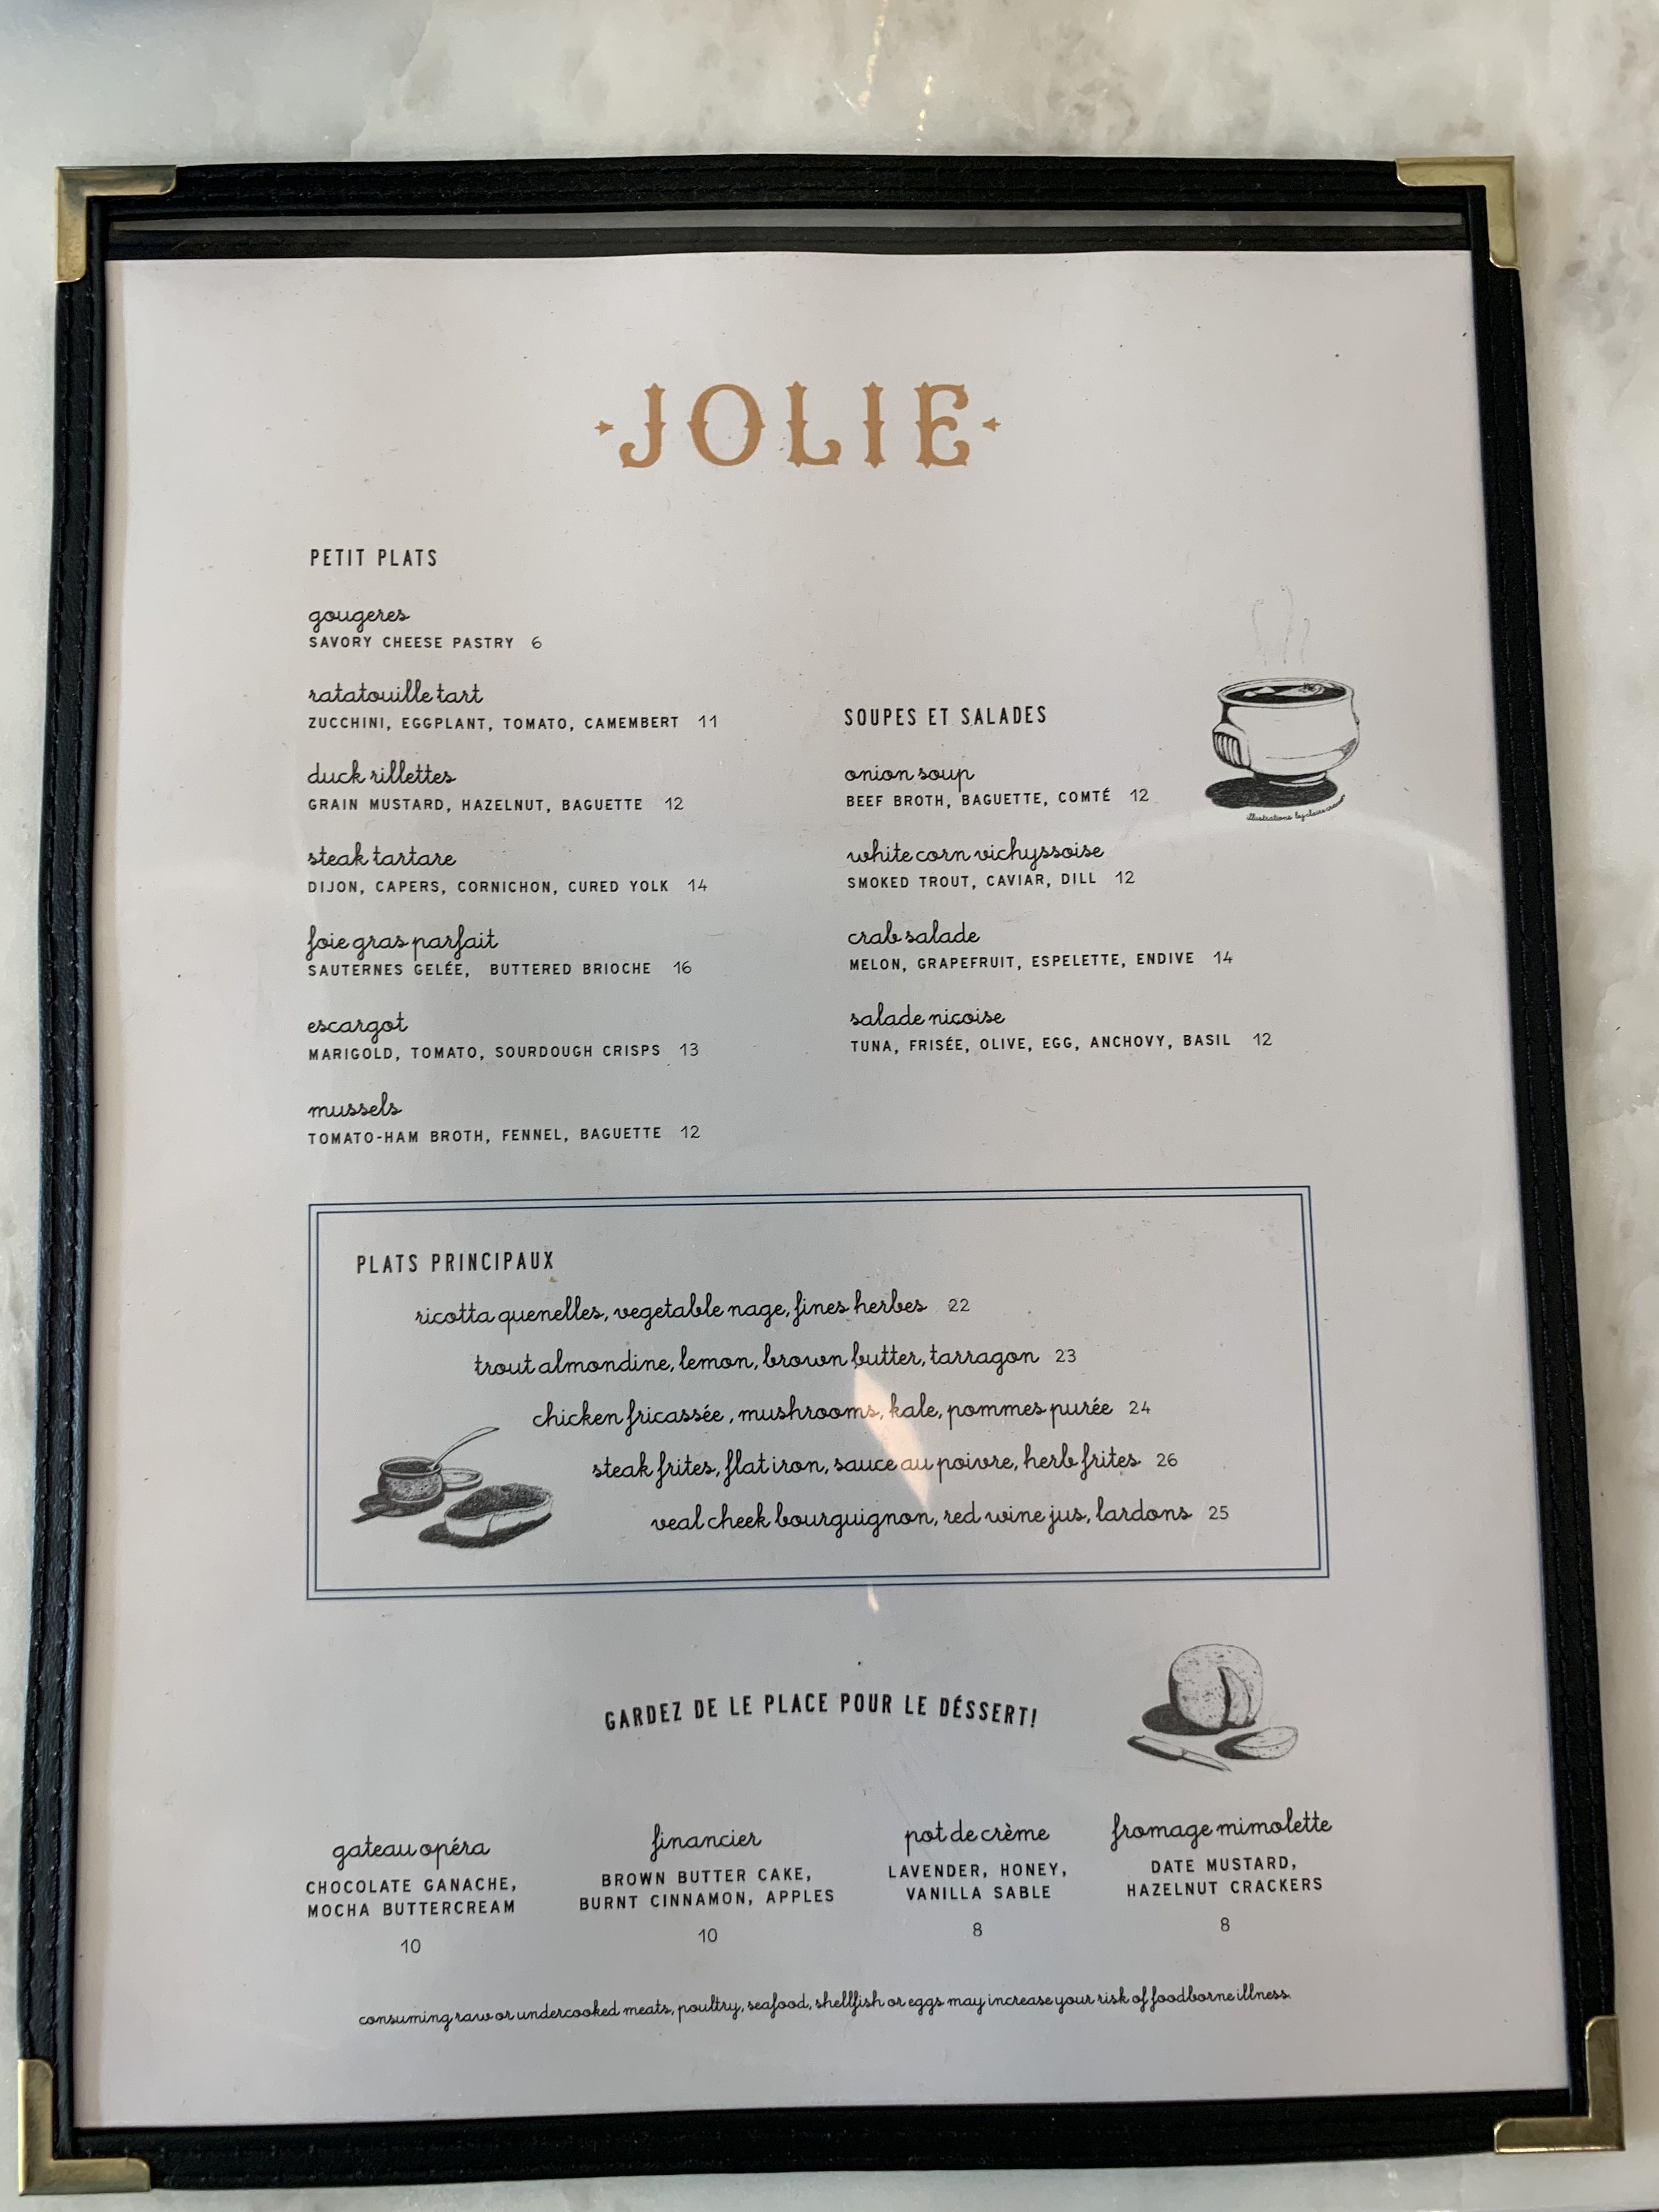 JOLIE
PETIT PLATS
gougeres
SAVORY CHEESE PASTRY 6
ratatouille tart
ZUCCHINI, EGGPLANT, TOMATO, CAMEMBERT 11
duck rillettes
GRAIN MUSTARD, HAZELNUT, BAGUETTE 12
steak tartare
DIJON, CAPERS, CORNICHON, CURED YOLK 14
foie gras parfait
SAUTERNES GELÉE, BUTTERED BRIOCHE 16
escargot
MARIGOLD, TOMATO, SOURDOUGH CRISPS 13
mussels
TOMATO-HAM BROTH, FENNEL, BAGUETTE 12
SOUPES ET SALADES
onion soup
BEEF BROTH, BAGUETTE, COMTÉ 12
illustrations by
white corn vichyssoise
SMOKED TROUT, CAVIAR, DILL 12
crab salade
MELON, GRAPEFRUIT, ESPELETTE, ENDIVE 14
salade niçoise
TUNA, FRISÉE, OLIVE, EGG, ANCHOVY, BASIL 12
PLATS PRINCIPAUX
ricotta quenelles, vegetable nage, fines herbes 22
trout almondine, lemon, brown butter, tarragon 23
chicken fricassée, mushrooms, kale, pommes purée 24
steak frites, flat iron, sauce au poivre, herb frites 26
veal cheek bourguignon, red wine jus, lardons 25
GARDEZ DE LE PLACE POUR LE DÉSSERT!
gateau opéra
CHOCOLATE GANACHE,
MOCHA BUTTERCREAM
10
financier
BROWN BUTTER CAKE,
BURNT CINNAMON, APPLES
10
pot de crème
LAVENDER, HONEY,
VANILLA SABLE
8
fromage mimolette
DATE MUSTARD,
HAZELNUT CRACKERS
8
consuming raw or undercooked meats, poultry, seafood, shellfish or eggs may increase your risk of foodborne illness.